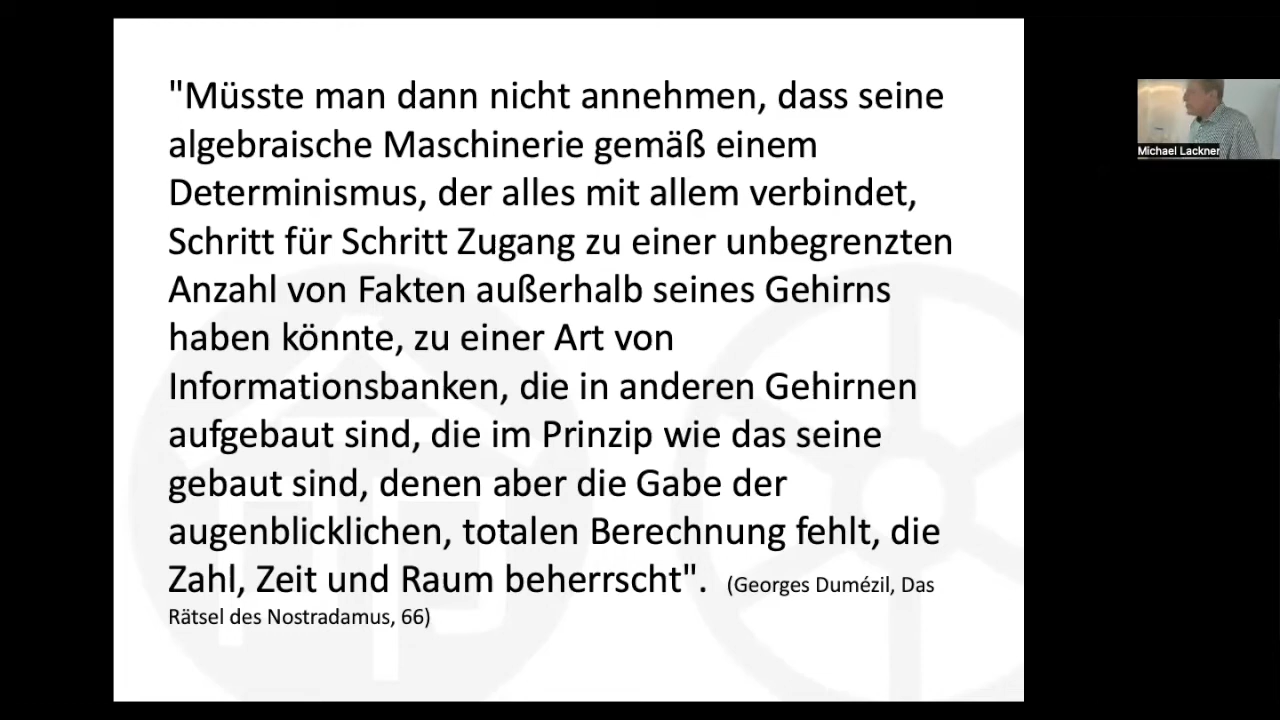 "Müsste man dann nicht annehmen, dass seine
algebraische Maschinerie gemäß einem
Determinismus, der alles mit allem verbindet,
Schritt für Schritt Zugang zu einer unbegrenzten
Anzahl von Fakten außerhalb seines Gehirns
haben könnte, zu einer Art von
Informationsbanken, die in anderen Gehirnen
aufgebaut sind, die im Prinzip wie das seine
gebaut sind, denen aber die Gabe der
augenblicklichen, totalen Berechnung fehlt, die
Zahl, Zeit und Raum beherrscht". (Georges Dumézil, Das
Rätsel des Nostradamus, 66)
Michael Lackner